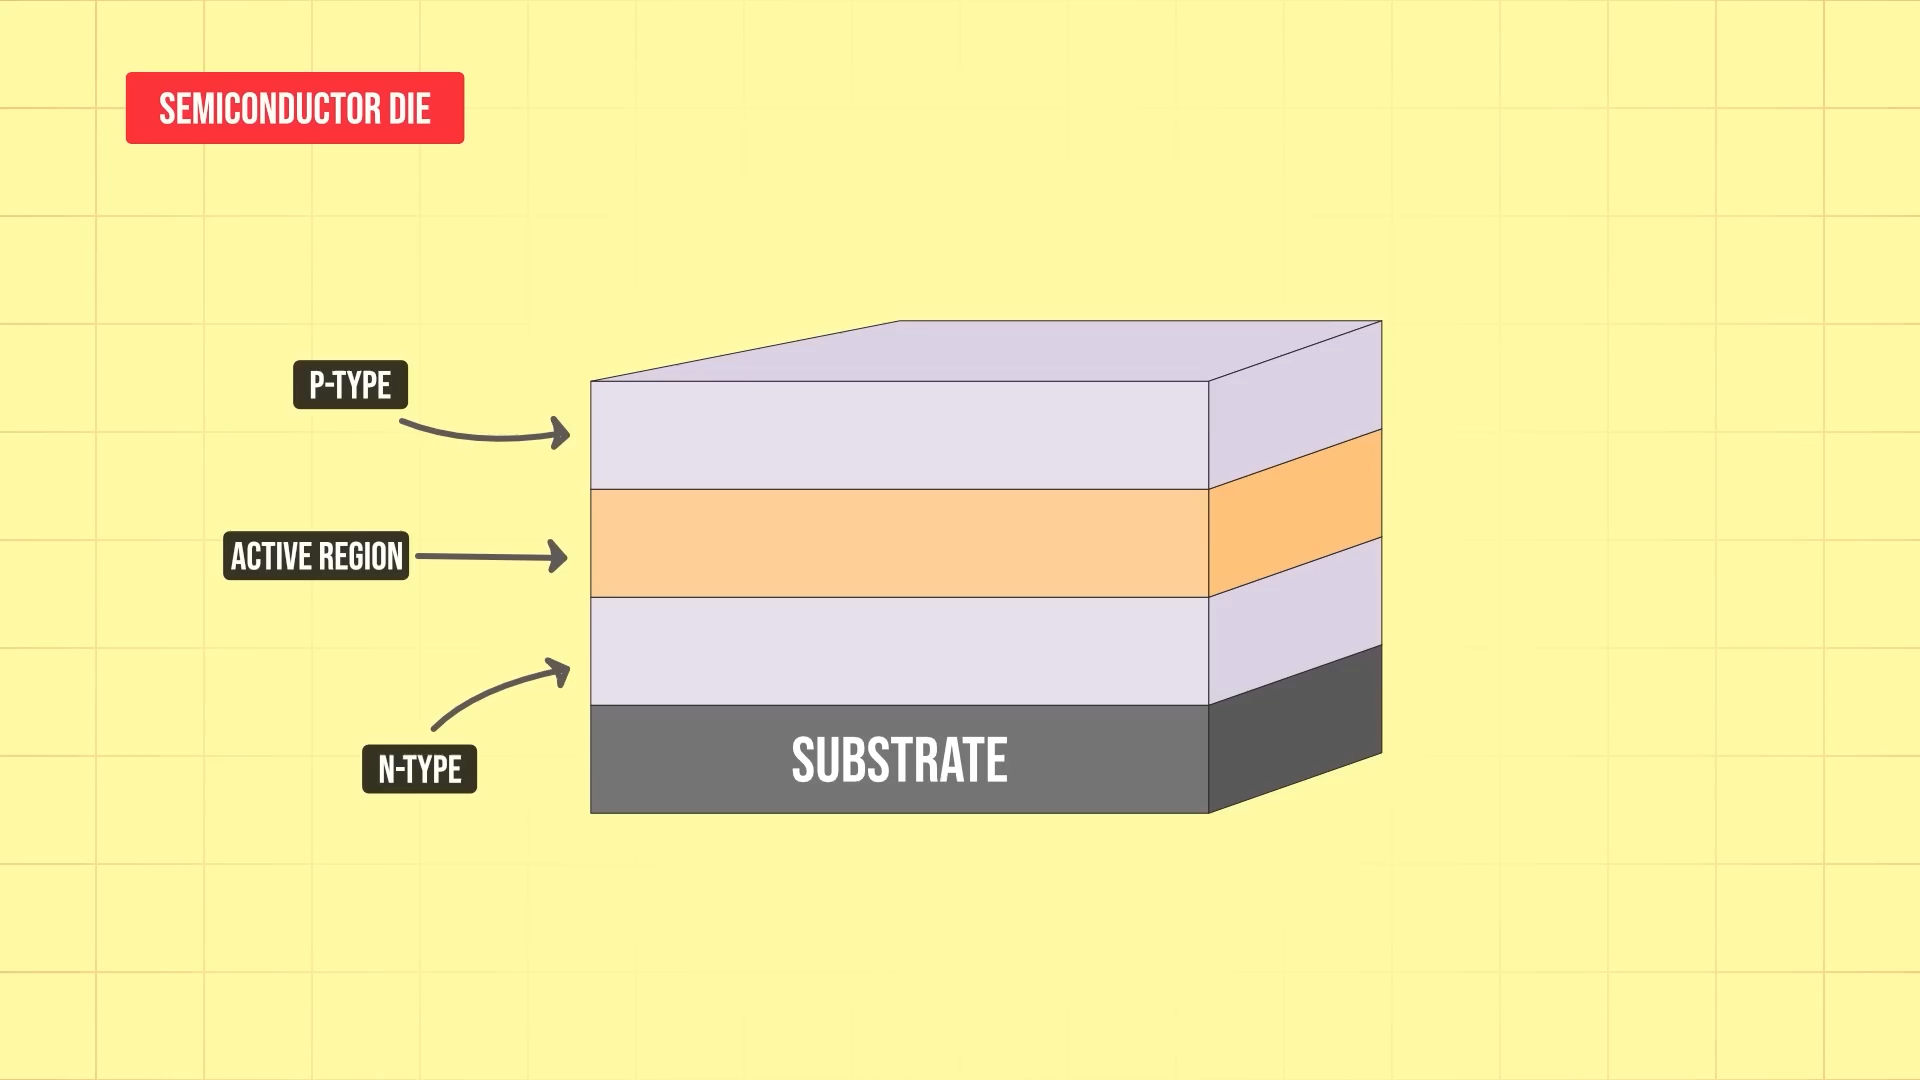 SEMICONDUCTOR DIE
P-TYPE
ACTIVE REGION
N-TYPE
SUBSTRATE